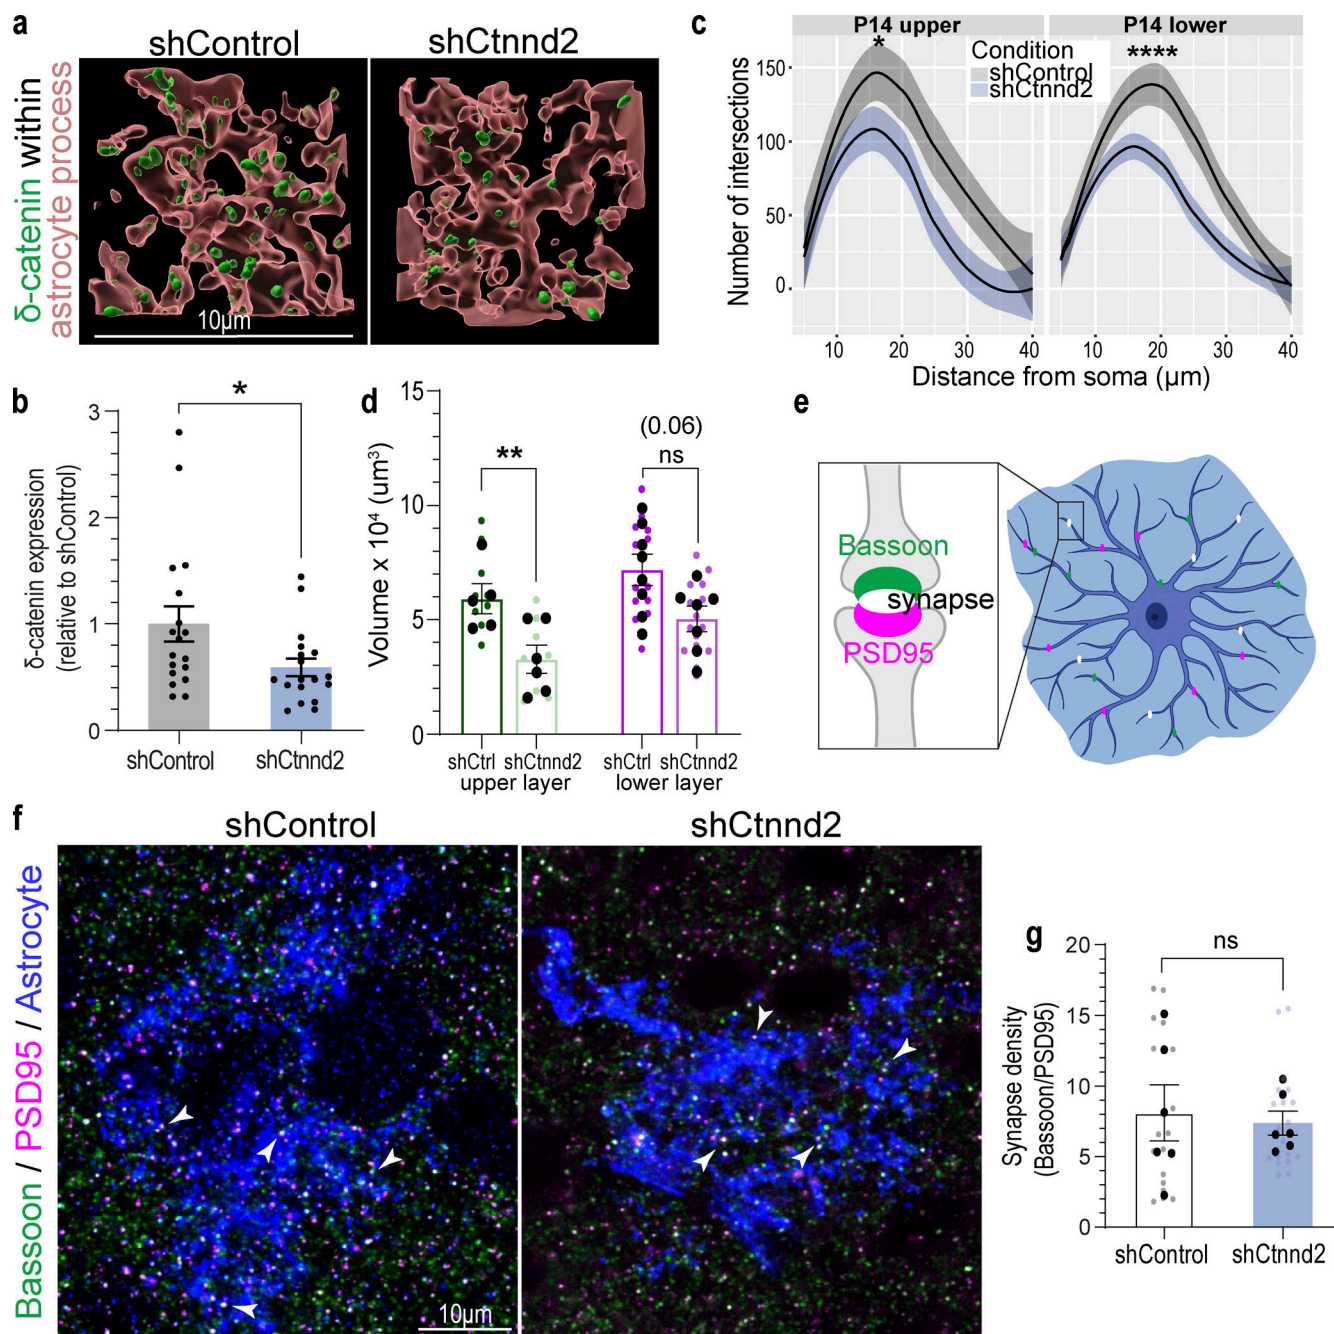 a
shControl
shCtnnd2
δ-catenin within
astrocyte process
10µm
c
P14 upper
P14 lower
*
****
Condition
shControl
shCtnnd2
Number of intersections
150
100
50
0
10
20
30
40
10
20
30
40
Distance from soma (µm)
b
*
δ-catenin expression
(relative to shControl)
3
2
1
0
shControl
shCtnnd2
d
Volume x 10⁴ (um³)
15
10
5
0
**
(0.06)
ns
shCtrl shCtnnd2
upper layer
shCtrl shCtnnd2
lower layer
e
Bassoon
synapse
PSD95
f
shControl
shCtnnd2
Bassoon / PSD95 / Astrocyte
10µm
g
ns
Synapse density
(Bassoon/PSD95)
20
15
10
5
0
shControl
shCtnnd2